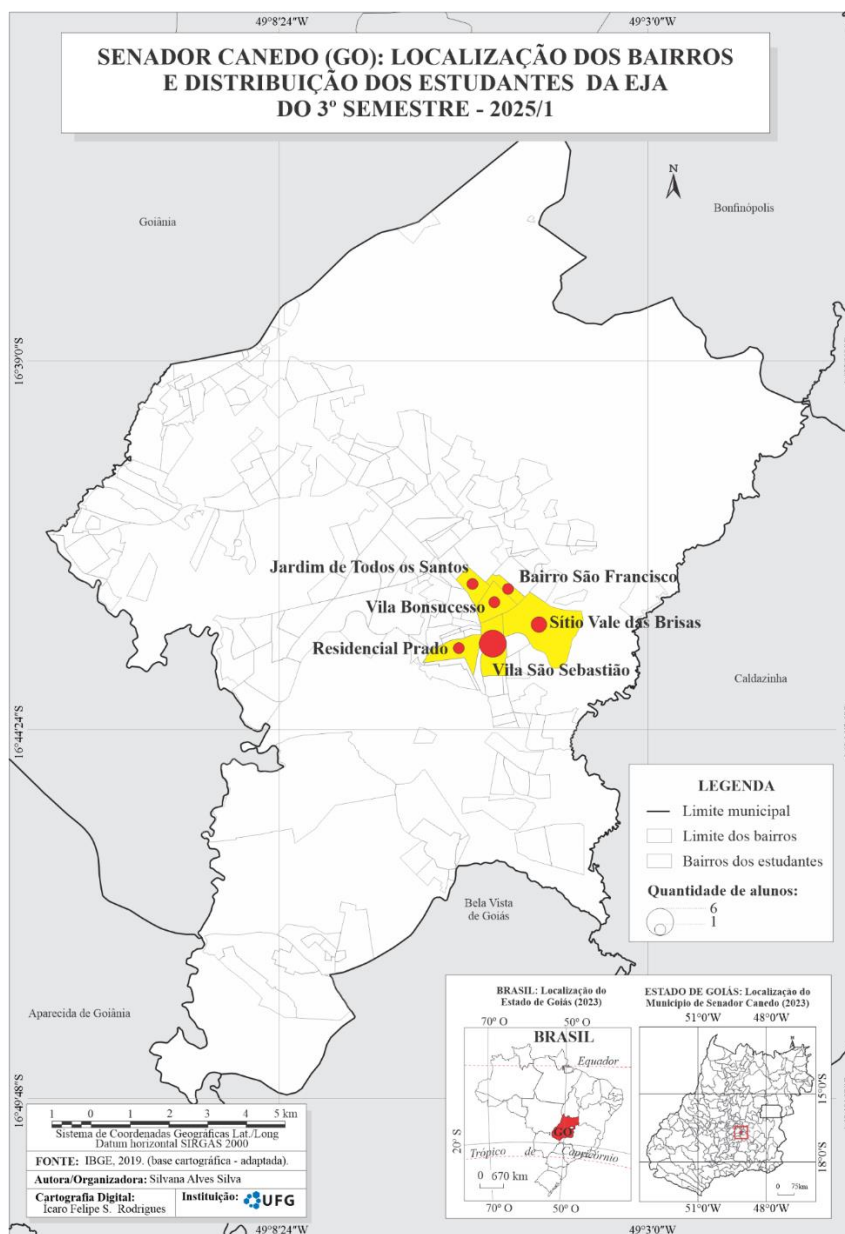 49°8'24"W
49°3'0"W
SENADOR CANEDO (GO): LOCALIZAÇÃO DOS BAIRROS
E DISTRIBUIÇÃO DOS ESTUDANTES DA EJA
DO 3º SEMESTRE - 2025/1
N
Goiânia
Bonfinópolis
16°39'0"S
16°39'0"S
Jardim de Todos os Santos
Bairro São Francisco
Vila Bonsucesso
Sítio Vale das Brisas
Residencial Prado
Vila São Sebastião
Caldazinha
16°44'24"S
LEGENDA
Limite municipal
Limite dos bairros
Bairros dos estudantes
Quantidade de alunos:
6
1
Bela Vista
de Goiás
Aparecida de Goiânia
BRASIL: Localização do
Estado de Goiás (2023)
70° O
50° O
BRASIL
Equador
GO
20° S
Trópico de Capricórnio
0 670 km
70° O
50° O
ESTADO DE GOIÁS: Localização do
Município de Senador Canedo (2023)
51°0'W
48°0'W
15°0'S
18°0'S
0 75km
51°0'W
48°0'W
16°49'48"S
1 0 1 2 3 4 5 km
Sistema de Coordenadas Geográficas Lat./Long
Datum horizontal SIRGAS 2000
FONTE: IBGE, 2019. (base cartográfica - adaptada).
Autora/Organizadora: Silvana Alves Silva
Cartografia Digital:
Icaro Felipe S. Rodrigues
Instituição: UFG
49°8'24"W
49°3'0"W